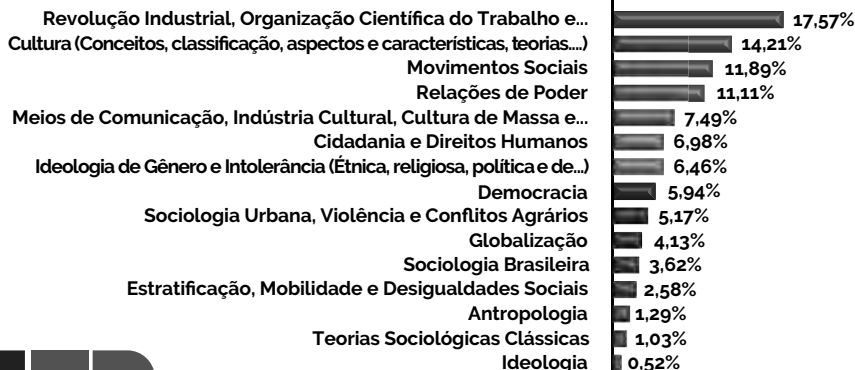 Revolução Industrial, Organização Científica do Trabalho e... 17,57%
Cultura (Conceitos, classificação, aspectos e características, teorias....) 14,21%
Movimentos Sociais 11,89%
Relações de Poder 11,11%
Meios de Comunicação, Indústria Cultural, Cultura de Massa e... 7,49%
Cidadania e Direitos Humanos 6,98%
Ideologia de Gênero e Intolerância (Étnica, religiosa, política e de...) 6,46%
Democracia 5,94%
Sociologia Urbana, Violência e Conflitos Agrários 5,17%
Globalização 4,13%
Sociologia Brasileira 3,62%
Estratificação, Mobilidade e Desigualdades Sociais 2,58%
Antropologia 1,29%
Teorias Sociológicas Clássicas 1,03%
Ideologia 0,52%